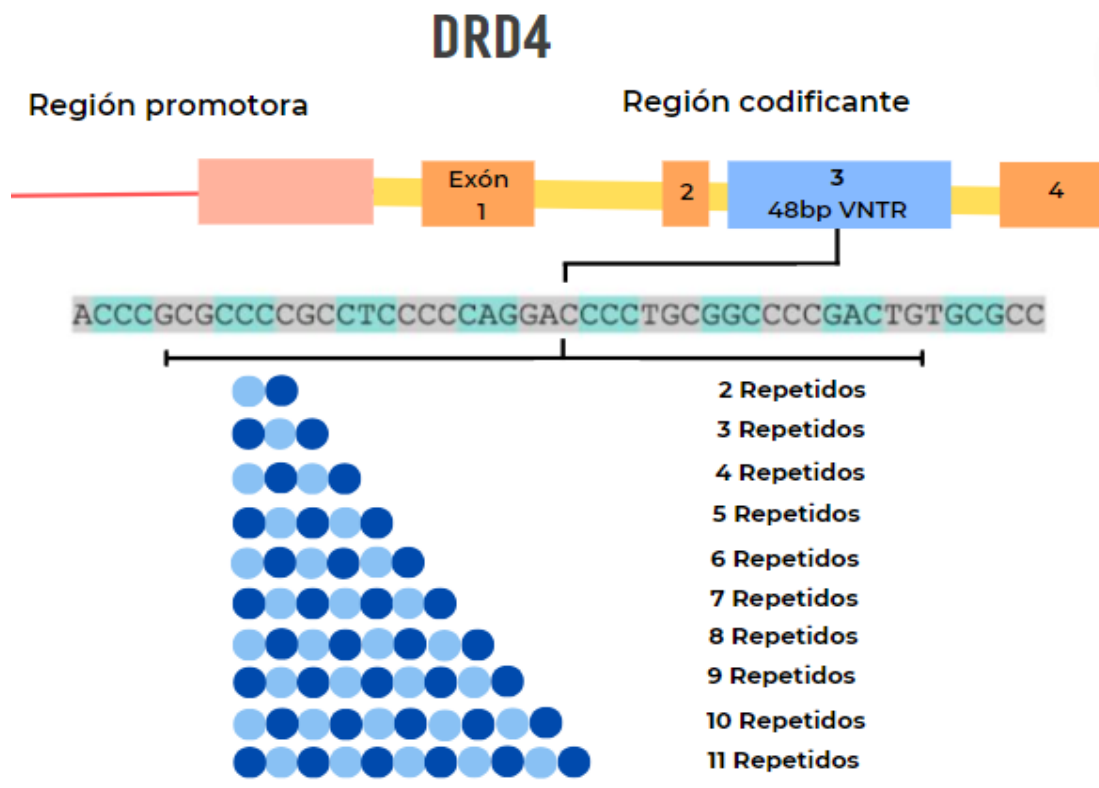 DRD4
Región promotora
Región codificante
Exón
1
2
3
48bp VNTR
4
ACCCGCGCCCCGCCTCCCCCAGGACCCCTGCGGCCCCGACTGTGCGCC
2 Repetidos
3 Repetidos
4 Repetidos
5 Repetidos
6 Repetidos
7 Repetidos
8 Repetidos
9 Repetidos
10 Repetidos
11 Repetidos